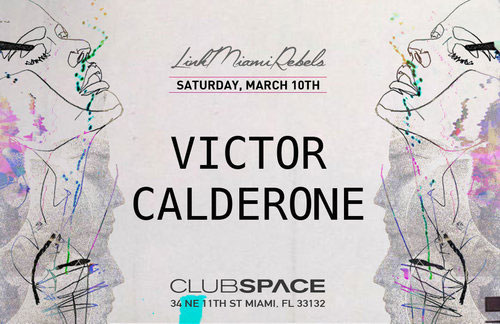 LinkMiamiRebels
SATURDAY, MARCH 10TH
VICTOR
CALDERONE
CLUBSPACE
34 NE 11TH ST MIAMI, FL 33132